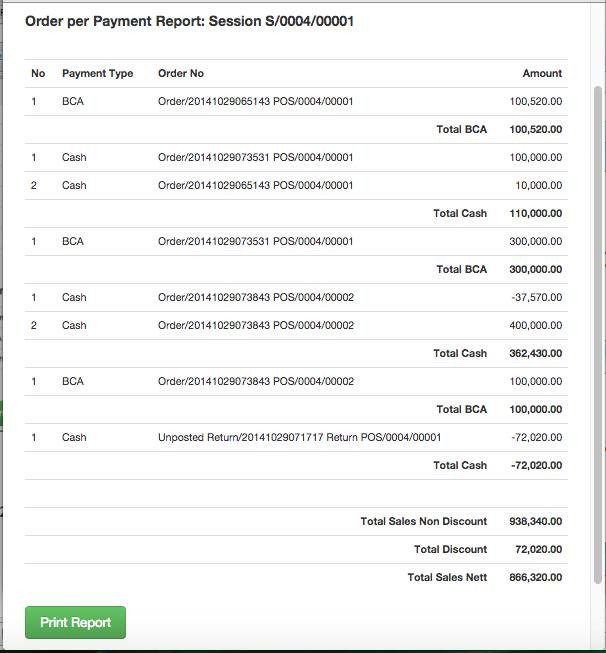 Order per Payment Report: Session S/0004/00001
No Payment Type Order No Amount
1 BCA Order/20141029065143 POS/0004/00001 100,520.00
Total BCA 100,520.00
1 Cash Order/20141029073531 POS/0004/00001 100,000.00
2 Cash Order/20141029065143 POS/0004/00001 10,000.00
Total Cash 110,000.00
1 BCA Order/20141029073531 POS/0004/00001 300,000.00
Total BCA 300,000.00
1 Cash Order/20141029073843 POS/0004/00002 -37,570.00
2 Cash Order/20141029073843 POS/0004/00002 400,000.00
Total Cash 362,430.00
1 BCA Order/20141029073843 POS/0004/00002 100,000.00
Total BCA 100,000.00
1 Cash Unposted Return/20141029071717 Return POS/0004/00001 -72,020.00
Total Cash -72,020.00
Total Sales Non Discount 938,340.00
Total Discount 72,020.00
Total Sales Nett 866,320.00
Print Report